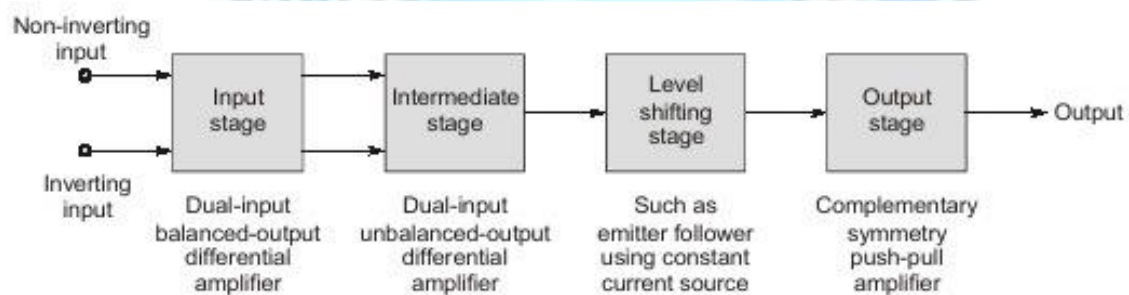 Non-inverting
input
Input
stage
Intermediate
stage
Level
shifting
stage
Output
stage
Output
Inverting
input
Dual-input
balanced-output
differential
amplifier
Dual-input
unbalanced-output
differential
amplifier
Such as
emitter follower
using constant
current source
Complementary
symmetry
push-pull
amplifier